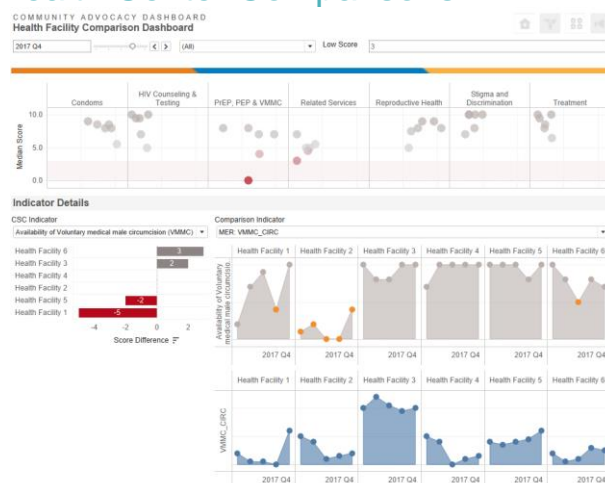 COMMUNITY ADVOCACY DASHBOARD
Health Facility Comparison Dashboard
2017 Q4 (All) Low Score 3
Condoms HIV Counseling & Testing PrEP, PEP & VMMC Related Services Reproductive Health Stigma and Discrimination Treatment
Median Score
10.0
5.0
0.0
Indicator Details
CSC Indicator
Availability of Voluntary medical male circumcision (VMMC)
Health Facility 6 3
Health Facility 3 2
Health Facility 4
Health Facility 2
Health Facility 5 -2
Health Facility 1 -5
-4 -2 0 2
Score Difference
Comparison Indicator
MER: VMMC_CIRC
Health Facility 1 Health Facility 2 Health Facility 3 Health Facility 4 Health Facility 5 Health Facility 6
Availability of Voluntary
medical male circumcisio..
2017 Q4 2017 Q4 2017 Q4 2017 Q4 2017 Q4 2017 Q4
Health Facility 1 Health Facility 2 Health Facility 3 Health Facility 4 Health Facility 5 Health Facility 6
VMMC_CIRC
2017 Q4 2017 Q4 2017 Q4 2017 Q4 2017 Q4 2017 Q4